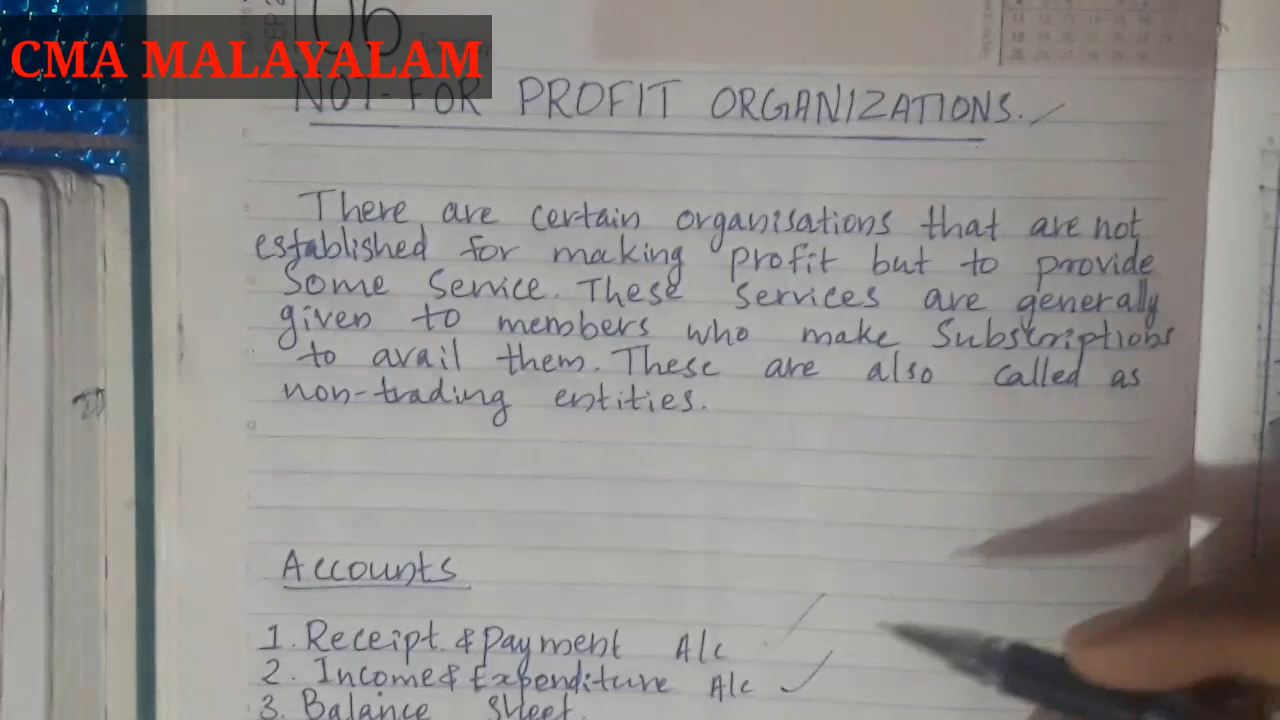 06
CMA MALAYALAM
NOT-FOR PROFIT ORGANIZATIONS.
There are certain organisations that are not
established for making profit but to provide
Some Service. These services are generally
given to members who make Subscriptions
to avail them. These are also called as
non-trading entities.
Accounts
1. Receipt & Payment A/c
2. Income & Expenditure A/c
3. Balance Sheet.